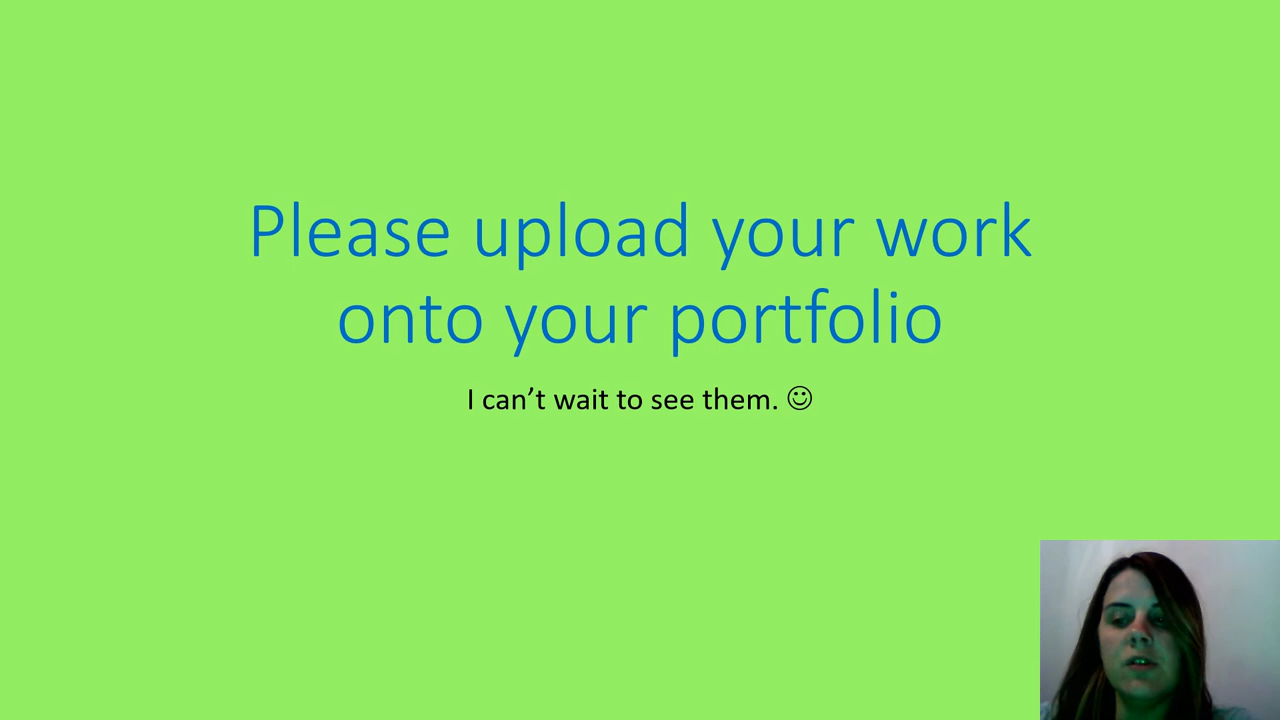 Please upload your work
onto your portfolio
I can’t wait to see them. ☺